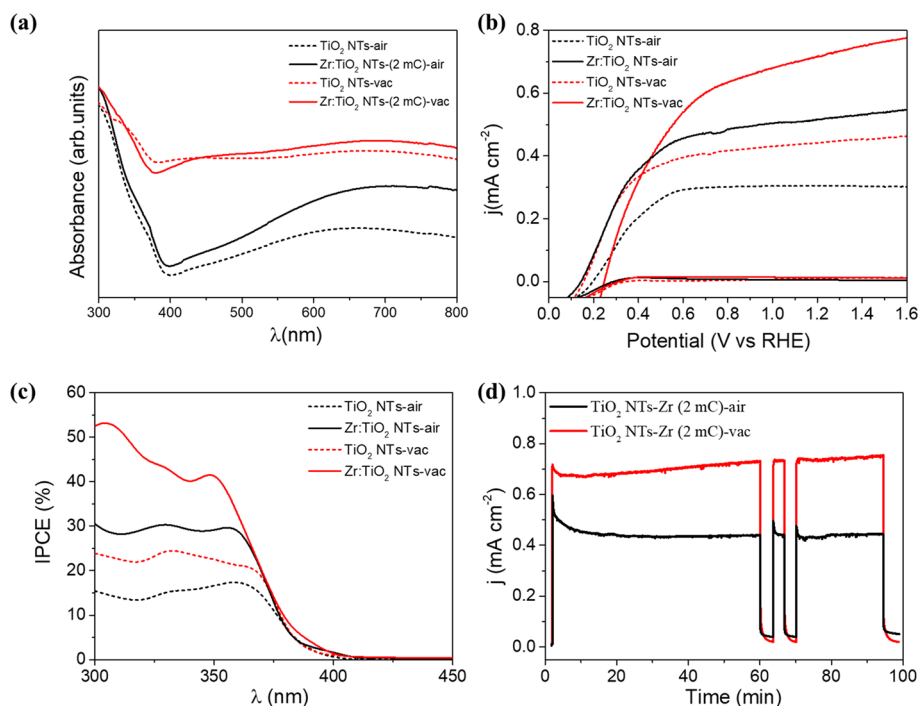 (a)
TiO2 NTs-air
Zr:TiO2 NTs-(2 mC)-air
TiO2 NTs-vac
Zr:TiO2 NTs-(2 mC)-vac
Absorbance (arb.units)
300 400 500 600 700 800
λ(nm)
(b)
TiO2 NTs-air
Zr:TiO2 NTs-air
TiO2 NTs-vac
Zr:TiO2 NTs-vac
j(mA cm-2)
0.8
0.6
0.4
0.2
0.0
0.0 0.2 0.4 0.6 0.8 1.0 1.2 1.4 1.6
Potential (V vs RHE)
(c)
TiO2 NTs-air
Zr:TiO2 NTs-air
TiO2 NTs-vac
Zr:TiO2 NTs-vac
IPCE (%)
60
50
40
30
20
10
0
300 350 400 450
λ (nm)
(d)
TiO2 NTs-Zr (2 mC)-air
TiO2 NTs-Zr (2 mC)-vac
j (mA cm-2)
1.0
0.8
0.6
0.4
0.2
0.0
0 20 40 60 80 100
Time (min)